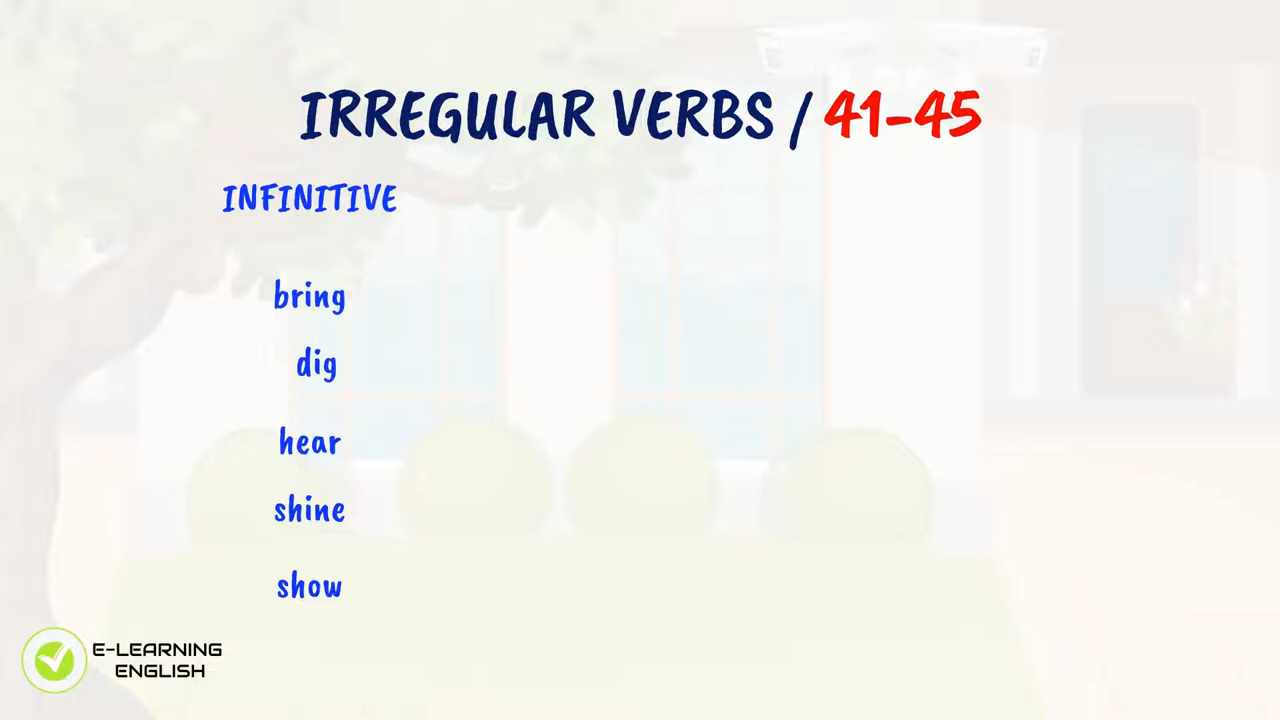 IRREGULAR VERBS / 41-45
INFINITIVE
bring
dig
hear
shine
show
E-LEARNING
ENGLISH